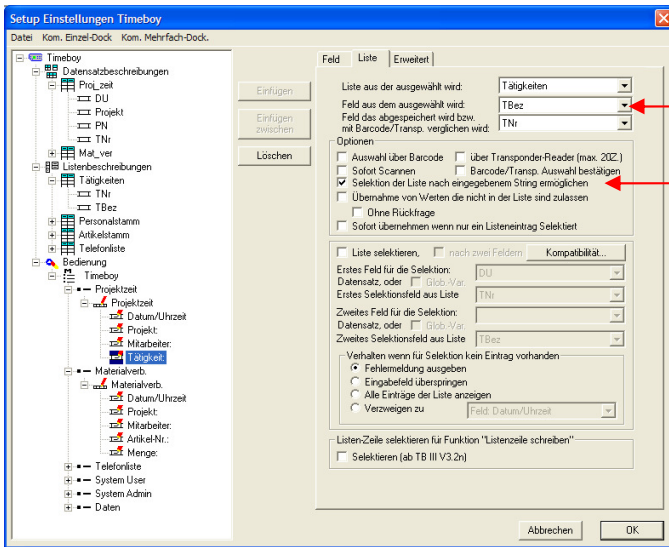 Setup Einstellungen Timeboy
Datei Kom. Einzel-Dock Kom. Mehrfach-Dock.
Timeboy
Datensatzbeschreibungen
Proj_zeit
DU
Projekt
PN
TNr
Mat_ver
Listenbeschreibungen
Tätigkeiten
TNr
TBez
Personalstamm
Artikelstamm
Telefonliste
Bedienung
Timeboy
Projektzeit
Projektzeit
Datum/Uhrzeit
Projekt:
Mitarbeiter:
Tätigkeit:
Materialverb.
Materialverb.
Datum/Uhrzeit
Projekt:
Mitarbeiter:
Artikel-Nr.:
Menge:
Telefonliste
System User
System Admin
Daten
Einfügen
Einfügen
zwischen
Löschen
Feld Liste Erweitert
Liste aus der ausgewählt wird: Tätigkeiten
Feld aus dem ausgewählt wird: TBez
Feld das abgespeichert wird bzw.
mit Barcode/Transp. verglichen wird: TNr
Optionen
Auswahl über Barcode über Transponder-Reader (max. 20Z.)
Sofort Scannen Barcode/Transp. Auswahl bestätigen
Selektion der Liste nach eingegebenem String ermöglichen
Übernahme von Werten die nicht in der Liste sind zulassen
Ohne Rückfrage
Sofort übernehmen wenn nur ein Listeneintrag Selektiert
Liste selektieren, nach zwei Feldern Kompatibilität...
Erstes Feld für die Selektion: DU
Datensatz, oder Glob.-Var.
Erstes Selektionsfeld aus Liste TNr
Zweites Feld für die Selektion:
Datensatz, oder Glob.-Var.
Zweites Selektionsfeld aus Liste TBez
Verhalten wenn für Selektion kein Eintrag vorhanden
Fehlermeldung ausgeben
Eingabefeld überspringen
Alle Einträge der Liste anzeigen
Verzweigen zu Feld: Datum/Uhrzeit
Listen-Zeile selektieren für Funktion "Listenzeile schreiben"
Selektieren (ab TB III V3.2n)
Abbrechen OK